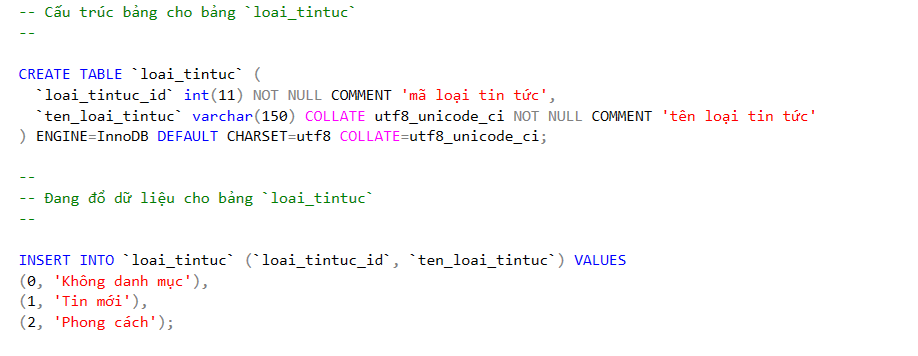 -- Cấu trúc bảng cho bảng `loai_tintuc`
--
CREATE TABLE `loai_tintuc` (
  `loai_tintuc_id` int(11) NOT NULL COMMENT 'mã loại tin tức',
  `ten_loai_tintuc` varchar(150) COLLATE utf8_unicode_ci NOT NULL COMMENT 'tên loại tin tức'
) ENGINE=InnoDB DEFAULT CHARSET=utf8 COLLATE=utf8_unicode_ci;
--
-- Đang đổ dữ liệu cho bảng `loai_tintuc`
--
INSERT INTO `loai_tintuc` (`loai_tintuc_id`, `ten_loai_tintuc`) VALUES
(0, 'Không danh mục'),
(1, 'Tin mới'),
(2, 'Phong cách');